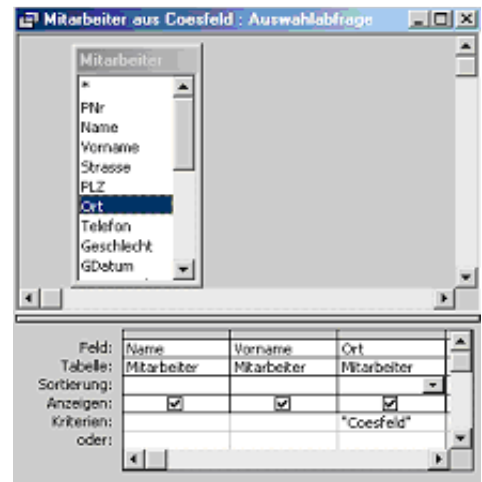 Mitarbeiter aus Coesfeld : Auswahlabfrage
Mitarbeiter
*
PNr
Name
Vorname
Strasse
PLZ
Ort
Telefon
Geschlecht
GDatum
Feld: Name Vorname Ort
Tabelle: Mitarbeiter Mitarbeiter Mitarbeiter
Sortierung:
Anzeigen:
Kriterien: "Coesfeld"
oder: